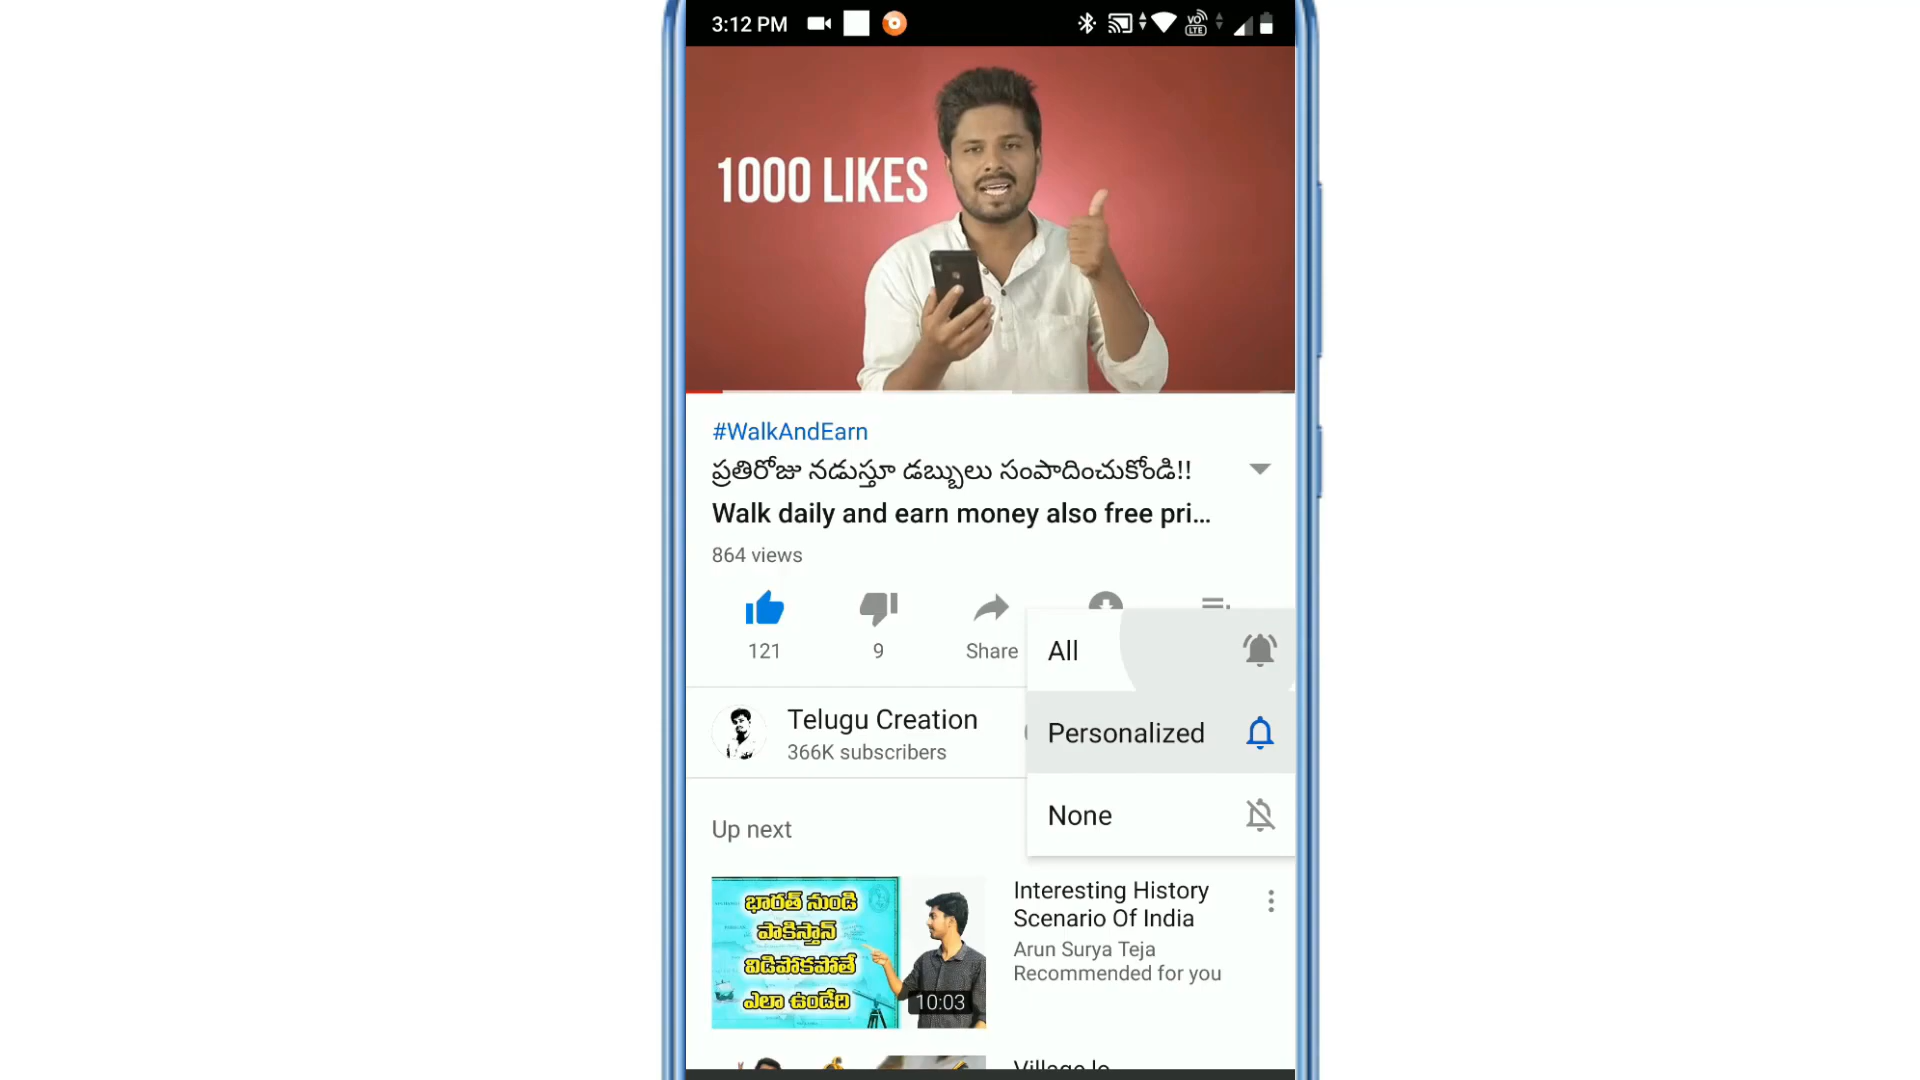 3:12 PM
VO LTE
1000 LIKES
#WalkAndEarn
ప్రతిరోజు నడుస్తూ డబ్బులు సంపాదించుకోండి!!
Walk daily and earn money also free pri...
864 views
121
9
Share
All
Personalized
None
Telugu Creation
366K subscribers
Up next
భారత్ నుండి
పాకిస్తాన్
విడిపోకపోతే
ఎలా ఉండేది
10:03
Interesting History
Scenario Of India
Arun Surya Teja
Recommended for you